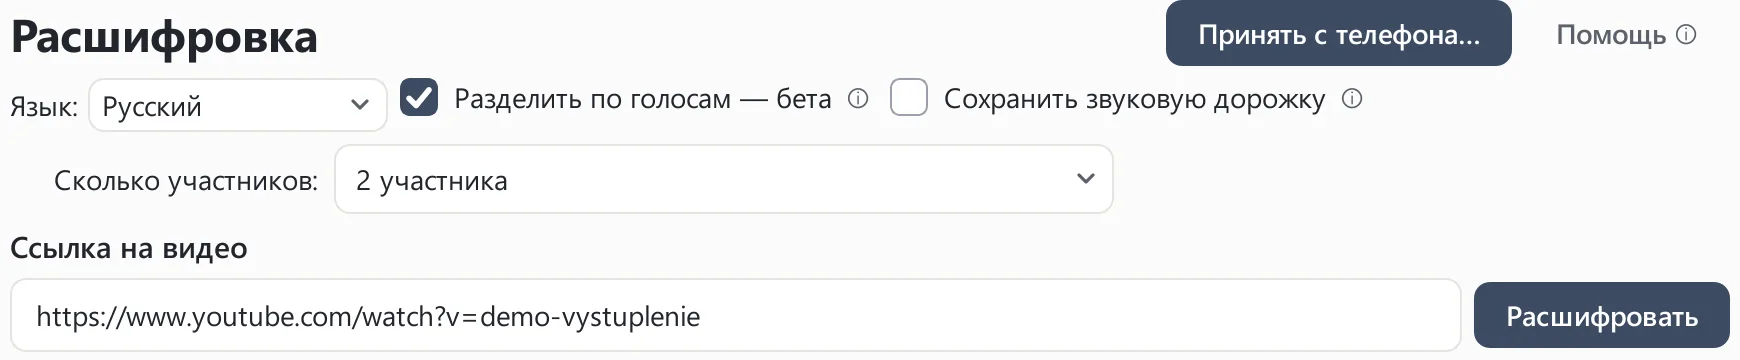 Расшифровка
Принять с телефона...
Помощь
Язык: Русский
Разделить по голосам — бета
Сохранить звуковую дорожку
Сколько участников: 2 участника
Ссылка на видео
https://www.youtube.com/watch?v=demo-vystuplenie
Расшифровать